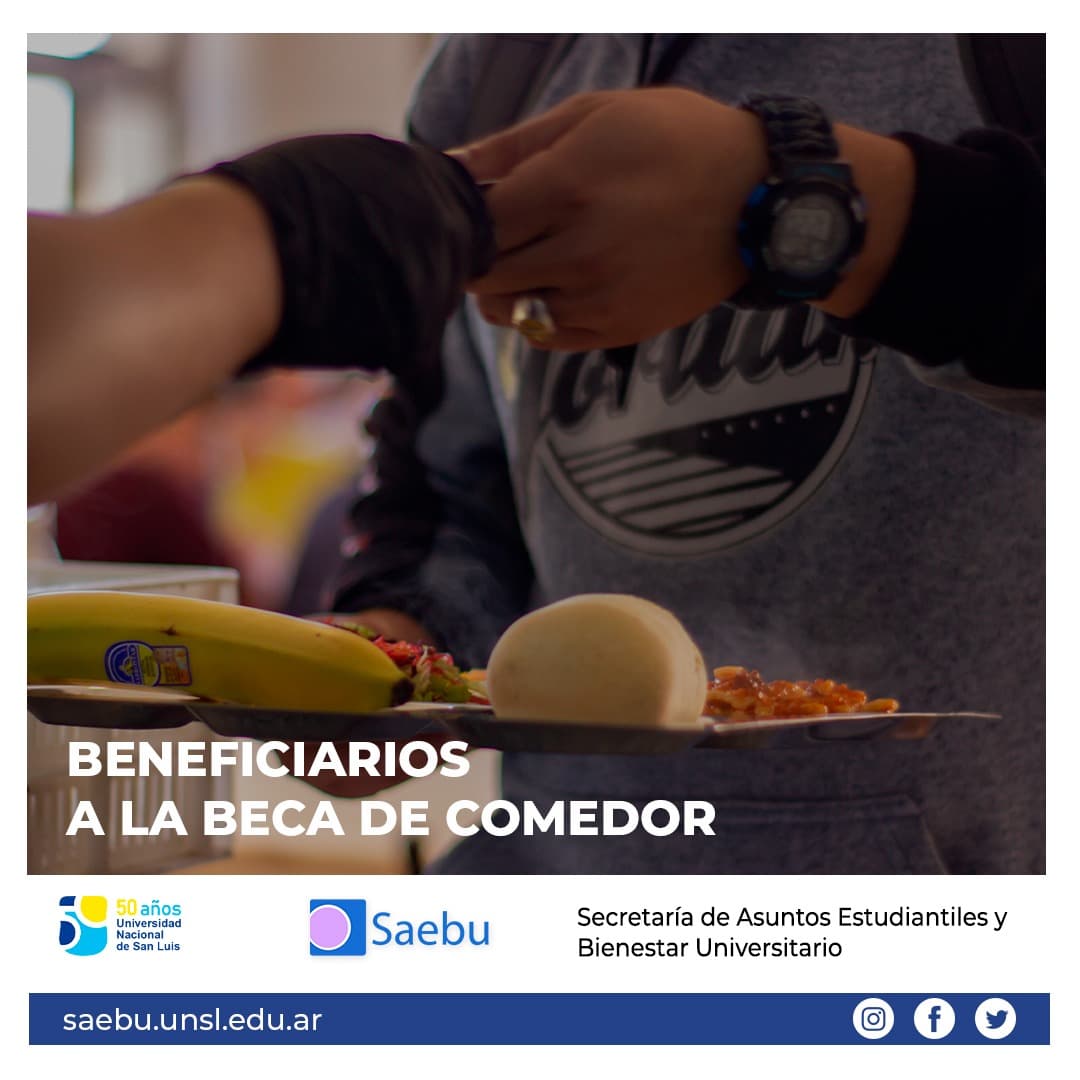 BENEFICIARIOS
A LA BECA DE COMEDOR
50 años
Universidad
Nacional
de San Luis
Saebu
Secretaría de Asuntos Estudiantiles y
Bienestar Universitario
saebu.unsl.edu.ar